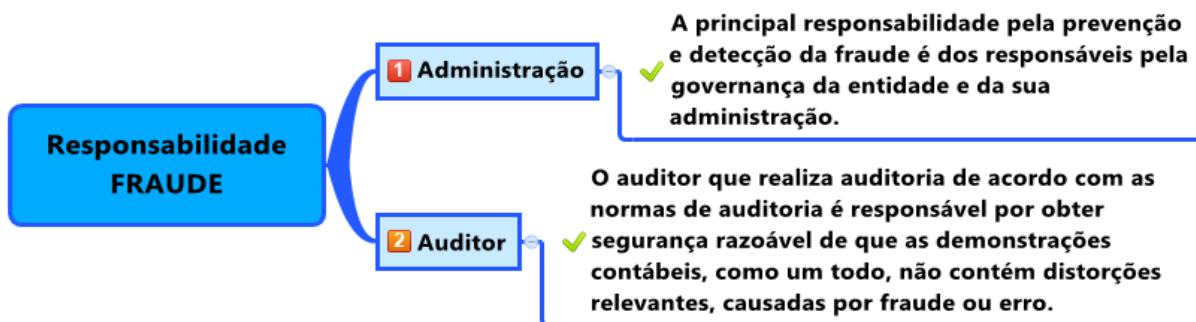 Responsabilidade
FRAUDE
1 Administração
A principal responsabilidade pela prevenção
e detecção da fraude é dos responsáveis pela
governança da entidade e da sua
administração.
2 Auditor
O auditor que realiza auditoria de acordo com as
normas de auditoria é responsável por obter
segurança razoável de que as demonstrações
contábeis, como um todo, não contém distorções
relevantes, causadas por fraude ou erro.